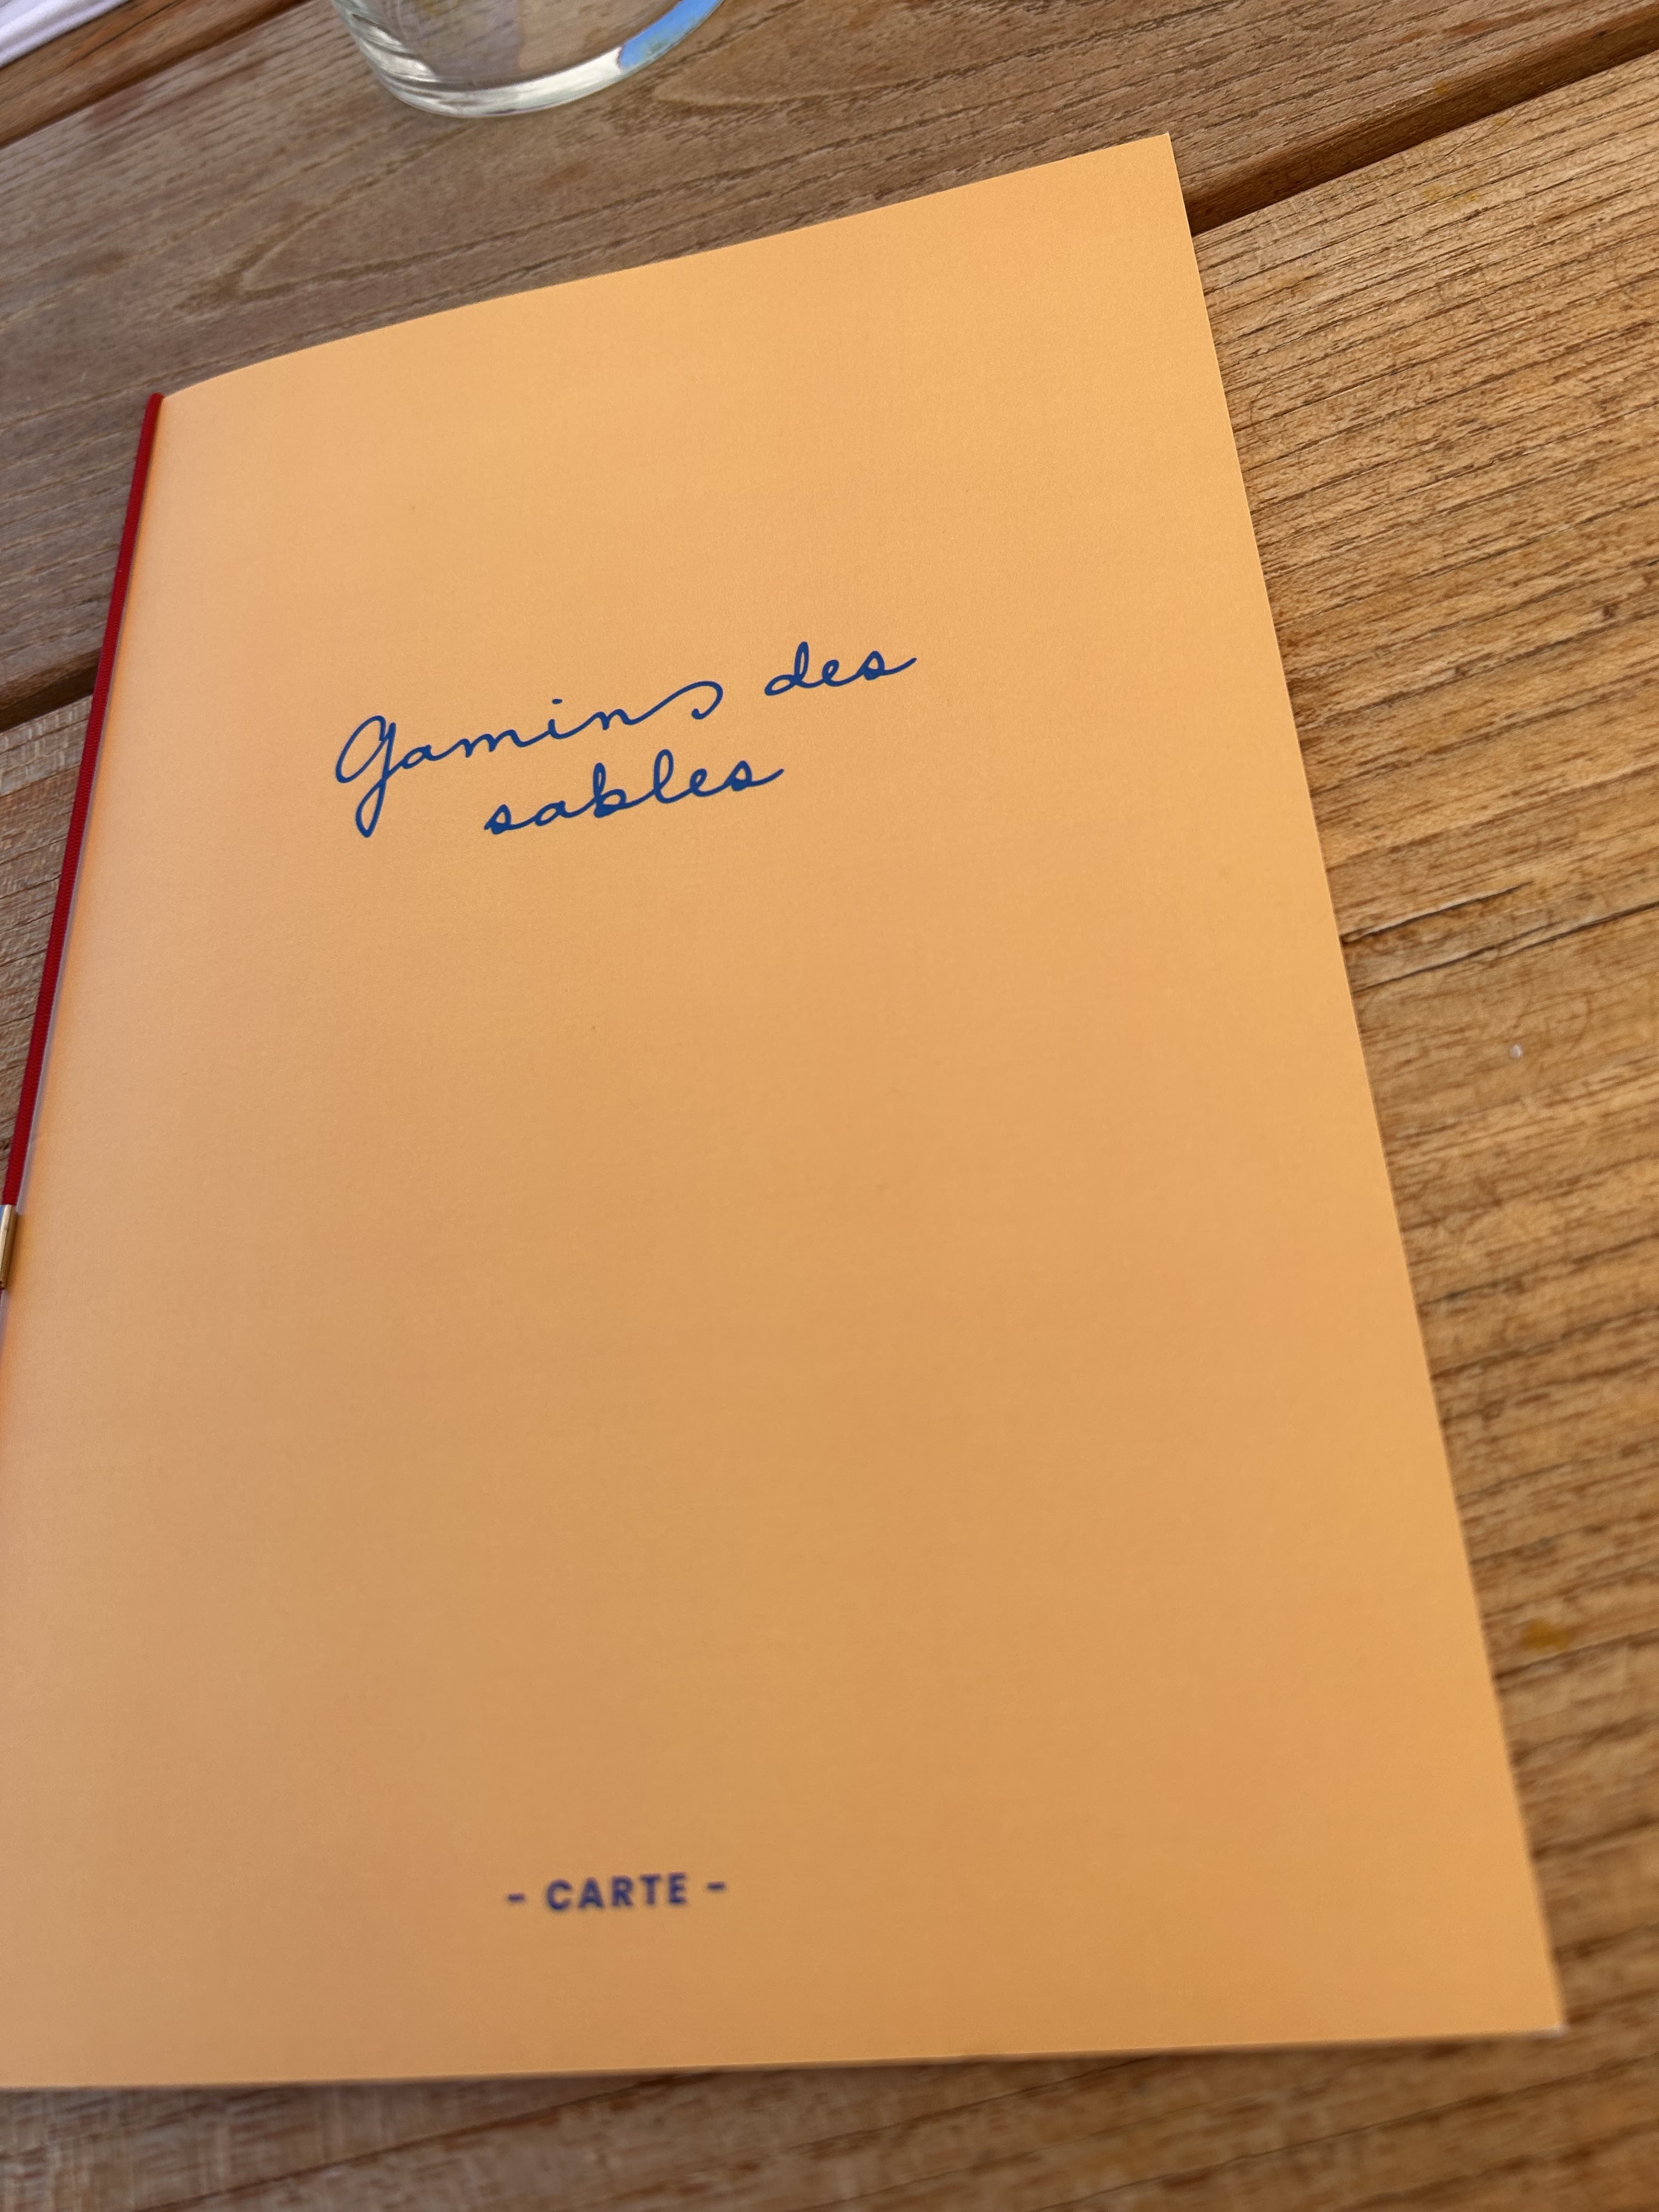 Gamins des
sables
- CARTE -